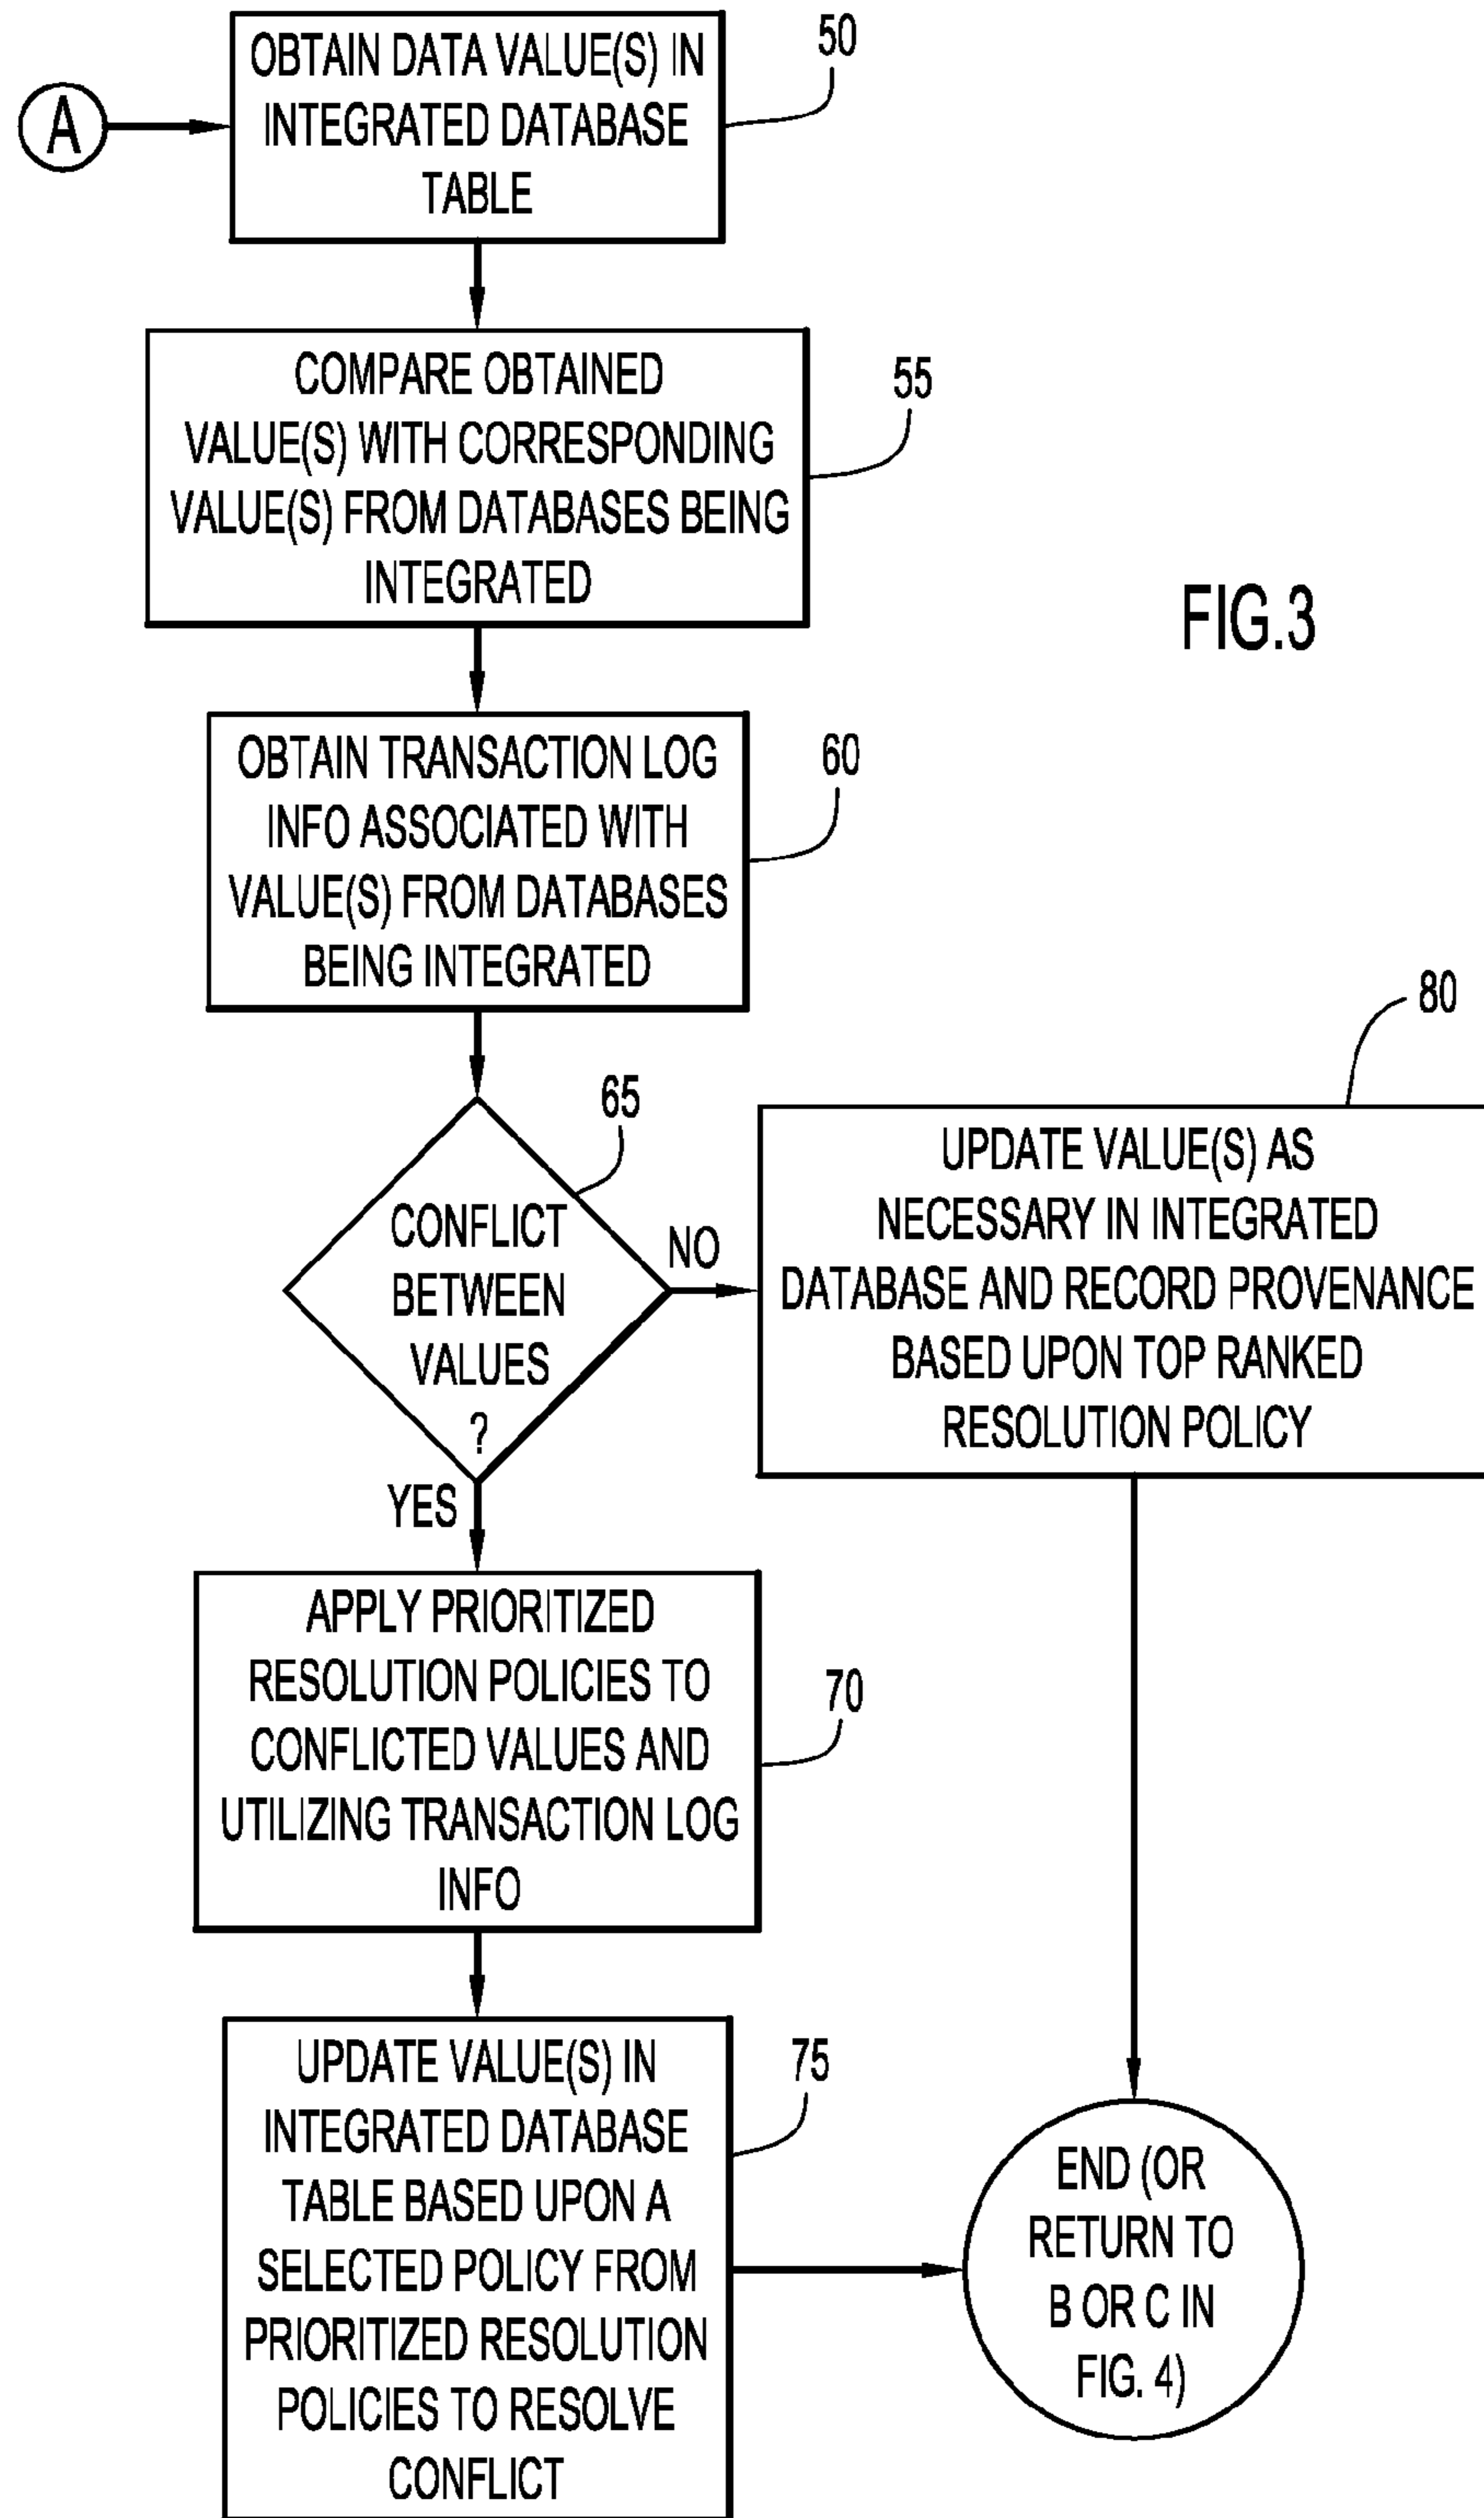 A
OBTAIN DATA VALUE(S) IN
INTEGRATED DATABASE
TABLE
50
COMPARE OBTAINED
VALUE(S) WITH CORRESPONDING
VALUE(S) FROM DATABASES BEING
INTEGRATED
55
FIG.3
OBTAIN TRANSACTION LOG
INFO ASSOCIATED WITH
VALUE(S) FROM DATABASES
BEING INTEGRATED
60
65
CONFLICT
BETWEEN
VALUES
?
NO
YES
80
UPDATE VALUE(S) AS
NECESSARY IN INTEGRATED
DATABASE AND RECORD PROVENANCE
BASED UPON TOP RANKED
RESOLUTION POLICY
APPLY PRIORITIZED
RESOLUTION POLICIES TO
CONFLICTED VALUES AND
UTILIZING TRANSACTION LOG
INFO
70
UPDATE VALUE(S) IN
INTEGRATED DATABASE
TABLE BASED UPON A
SELECTED POLICY FROM
PRIORITIZED RESOLUTION
POLICIES TO RESOLVE
CONFLICT
75
END (OR
RETURN TO
B OR C IN
FIG. 4)